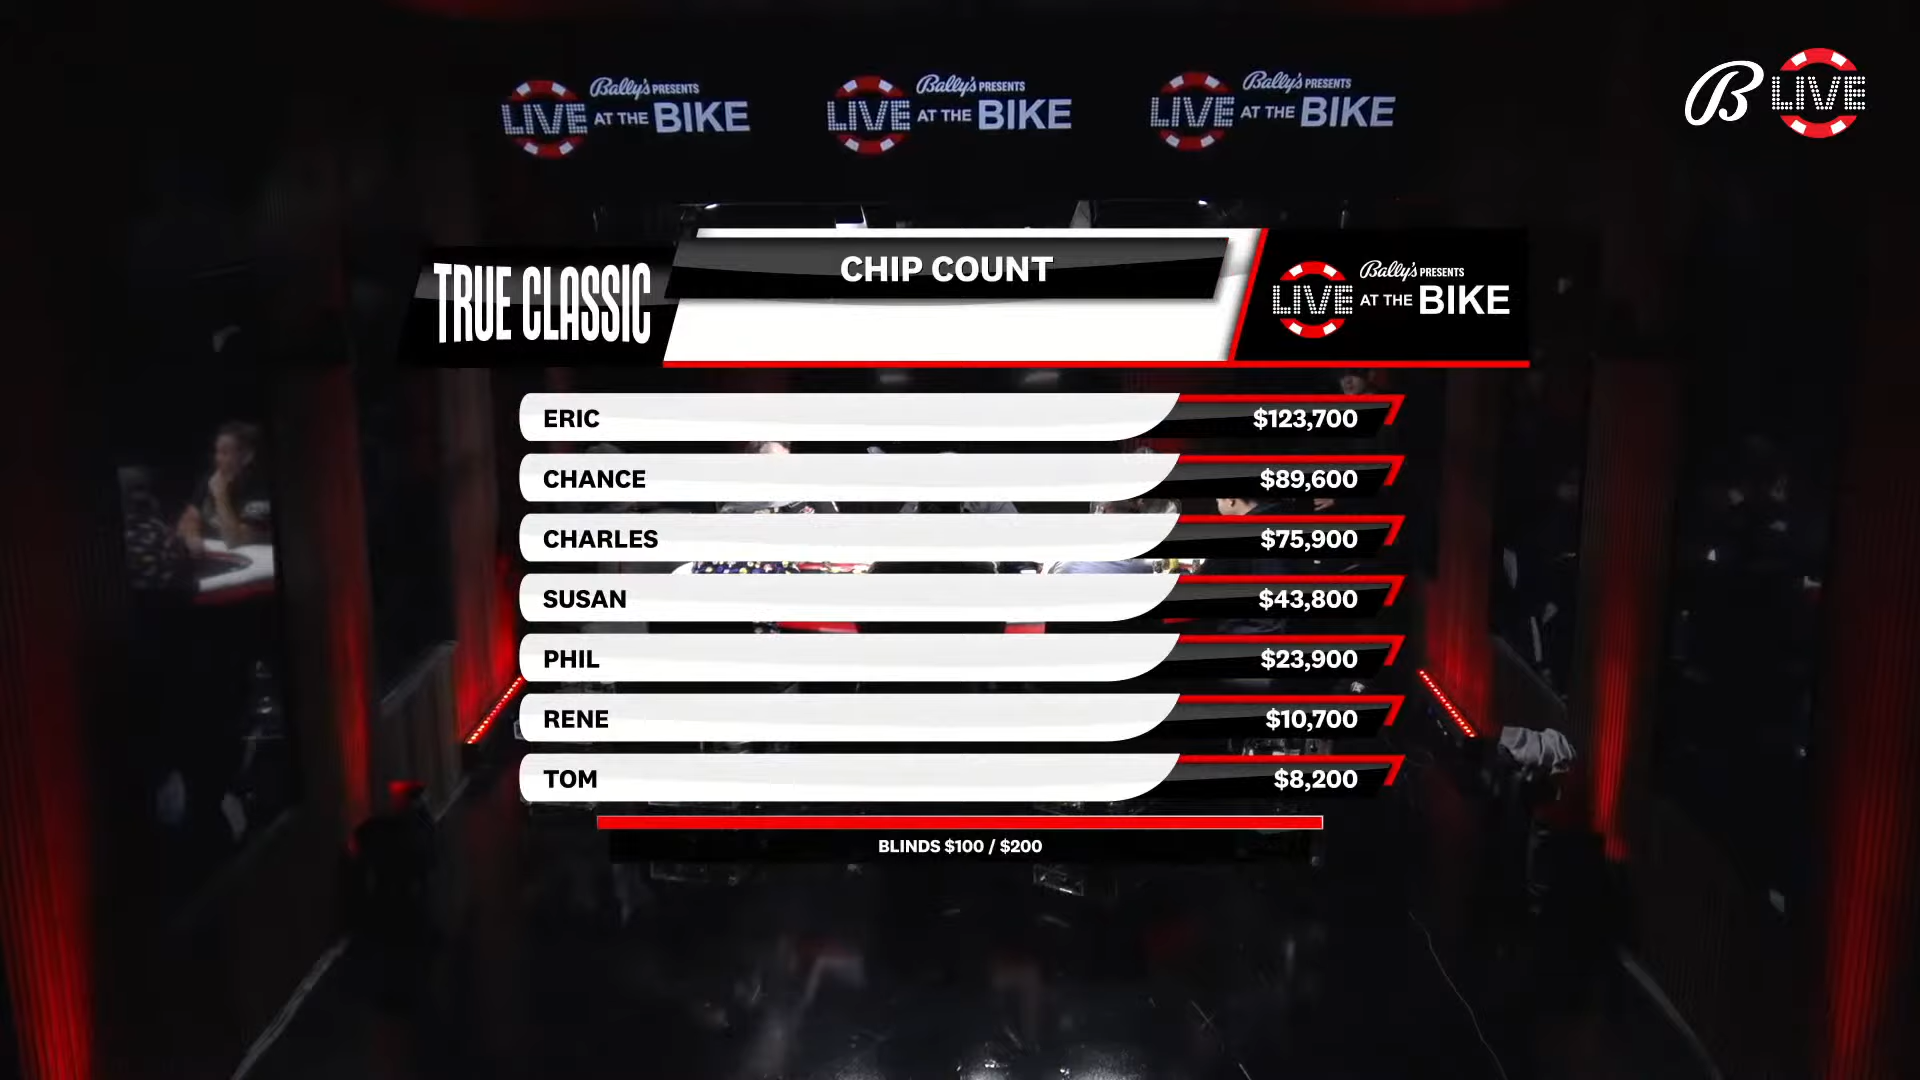 Bally's PRESENTS
LIVE AT THE BIKE
Bally's PRESENTS
LIVE AT THE BIKE
Bally's PRESENTS
LIVE AT THE BIKE
B LIVE
TRUE CLASSIC
CHIP COUNT
Bally's PRESENTS
LIVE AT THE BIKE
ERIC $123,700
CHANCE $89,600
CHARLES $75,900
SUSAN $43,800
PHIL $23,900
RENE $10,700
TOM $8,200
BLINDS $100 / $200